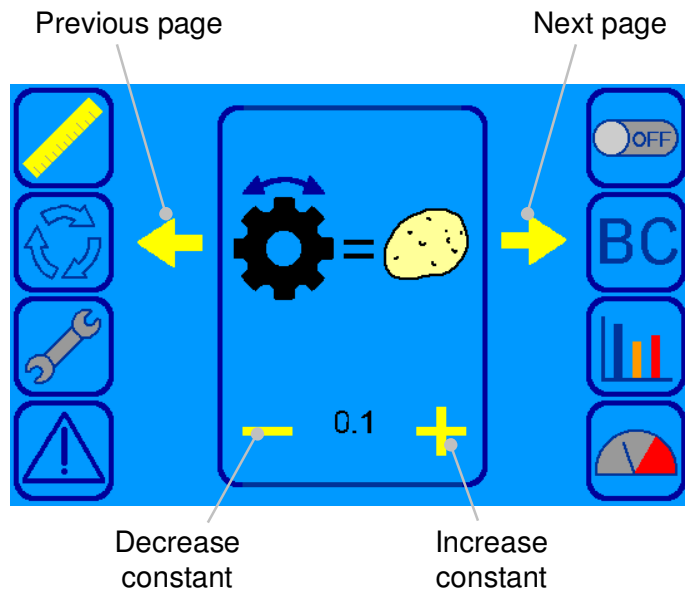 Previous page
Next page
OFF
BC
=
0.1
Decrease
constant
Increase
constant